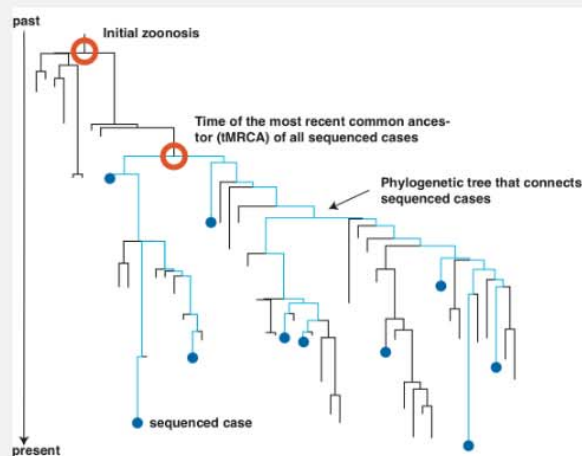 past
Initial zoonosis
Time of the most recent common ances-
tor (tMRCA) of all sequenced cases
Phylogenetic tree that connects
sequenced cases
sequenced case
present